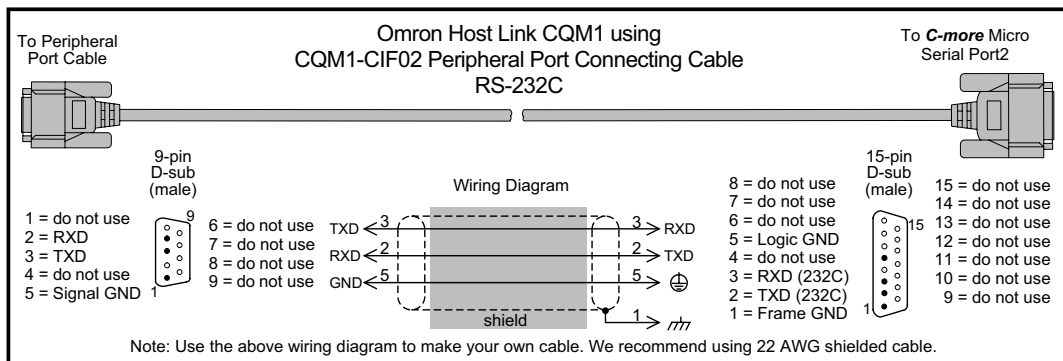 Omron Host Link CQM1 using
CQM1-CIF02 Peripheral Port Connecting Cable
RS-232C
To Peripheral
Port Cable
To C-more Micro
Serial Port2
9-pin
D-sub
(male)
1 = do not use
2 = RXD
3 = TXD
4 = do not use
5 = Signal GND
9
1
6 = do not use
7 = do not use
8 = do not use
9 = do not use
Wiring Diagram
TXD 3 3 RXD
RXD 2 2 TXD
GND 5 5
shield 1
8 = do not use
7 = do not use
6 = do not use
5 = Logic GND
4 = do not use
3 = RXD (232C)
2 = TXD (232C)
1 = Frame GND
15-pin
D-sub
(male)
15
1
15 = do not use
14 = do not use
13 = do not use
12 = do not use
11 = do not use
10 = do not use
9 = do not use
Note: Use the above wiring diagram to make your own cable. We recommend using 22 AWG shielded cable.